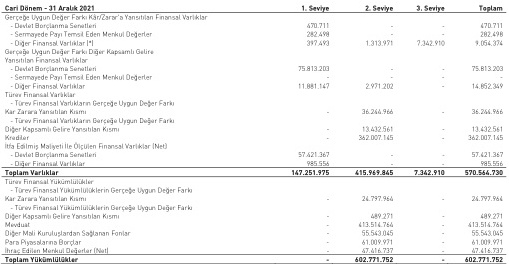 Cari Dönem - 31 Aralık 2021 1. Seviye 2. Seviye 3. Seviye Toplam
Gerçeğe Uygun Değer Farkı Kâr/Zarar'a Yansıtılan Finansal Varlıklar
- Devlet Borçlanma Senetleri 470.711 - - 470.711
- Sermayede Payı Temsil Eden Menkul Değerler 282.498 - - 282.498
- Diğer Finansal Varlıklar (*) 397.493 1.313.971 7.342.910 9.054.374
Gerçeğe Uygun Değer Farkı Diğer Kapsamlı Gelire
Yansıtılan Finansal Varlıklar
- Devlet Borçlanma Senetleri 75.813.203 - - 75.813.203
- Sermayede Payı Temsil Eden Menkul Değerler - - - -
- Diğer Finansal Varlıklar 11.881.147 2.971.202 - 14.852.349
Türev Finansal Varlıklar
- Türev Finansal Varlıkların Gerçeğe Uygun Değer Farkı
Kar Zarara Yansıtılan Kısmı - 36.244.966 - 36.244.966
- Türev Finansal Varlıkların Gerçeğe Uygun Değer Farkı
Diğer Kapsamlı Gelire Yansıtılan Kısmı - 13.432.561 - 13.432.561
Krediler - 362.007.145 - 362.007.145
İtfa Edilmiş Maliyeti İle Ölçülen Finansal Varlıklar (Net)
- Devlet Borçlanma Senetleri 57.421.367 - - 57.421.367
- Diğer Finansal Varlıklar 985.556 - - 985.556
Toplam Varlıklar 147.251.975 415.969.845 7.342.910 570.564.730
Türev Finansal Yükümlülükler
- Türev Finansal Yükümlülüklerin Gerçeğe Uygun Değer Farkı
Kar Zarara Yansıtılan Kısmı - 24.797.964 - 24.797.964
- Türev Finansal Yükümlülüklerin Gerçeğe Uygun Değer Farkı
Diğer Kapsamlı Gelire Yansıtılan Kısmı - 489.271 - 489.271
Mevduat - 413.514.764 - 413.514.764
Diğer Mali Kuruluşlardan Sağlanan Fonlar - 55.543.045 - 55.543.045
Para Piyasalarına Borçlar - 61.009.971 - 61.009.971
İhraç Edilen Menkul Değerler (Net) - 47.416.737 - 47.416.737
Toplam Yükümlülükler - 602.771.752 - 602.771.752